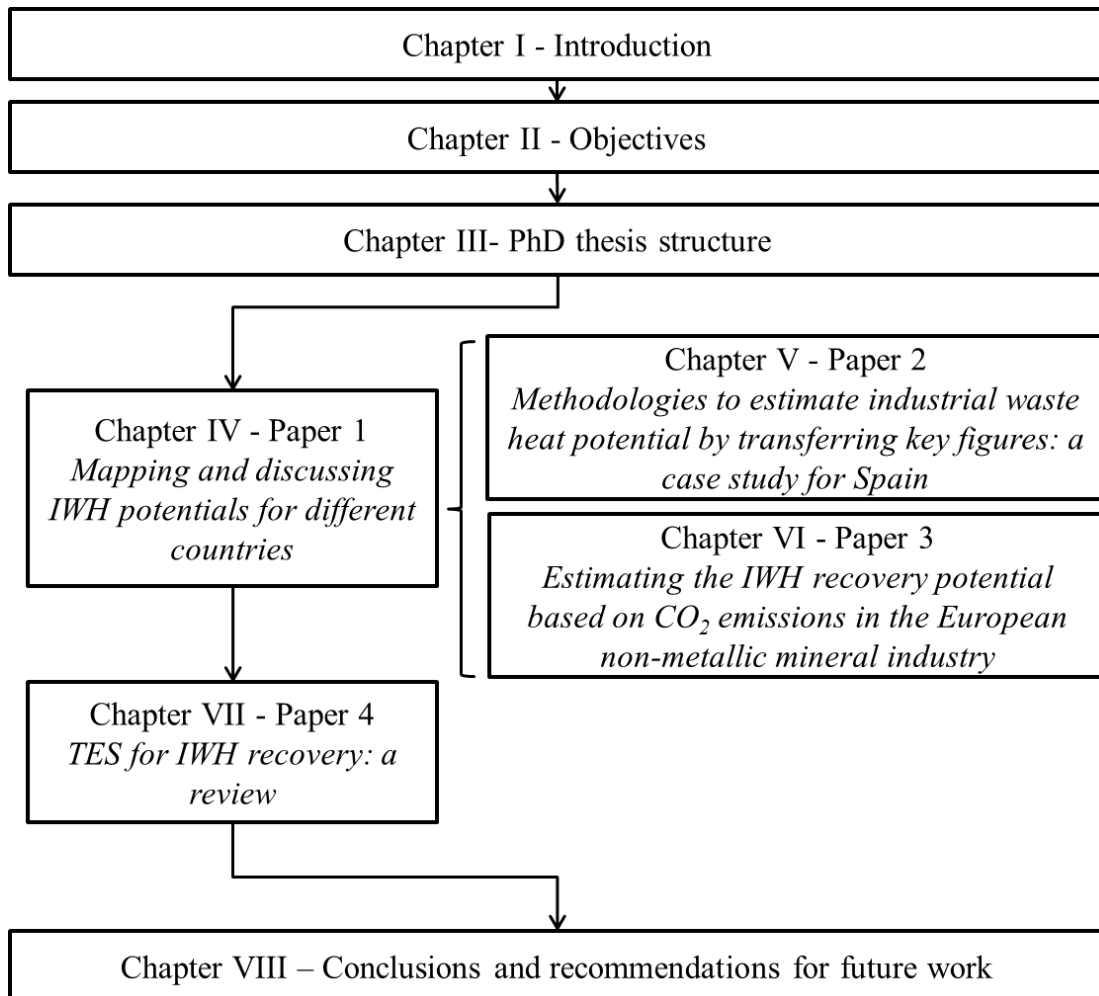 Chapter I - Introduction
Chapter II - Objectives
Chapter III- PhD thesis structure
Chapter IV - Paper 1
Mapping and discussing
IWH potentials for different
countries
Chapter V - Paper 2
Methodologies to estimate industrial waste
heat potential by transferring key figures: a
case study for Spain
Chapter VI - Paper 3
Estimating the IWH recovery potential
based on CO₂ emissions in the European
non-metallic mineral industry
Chapter VII - Paper 4
TES for IWH recovery: a
review
Chapter VIII – Conclusions and recommendations for future work